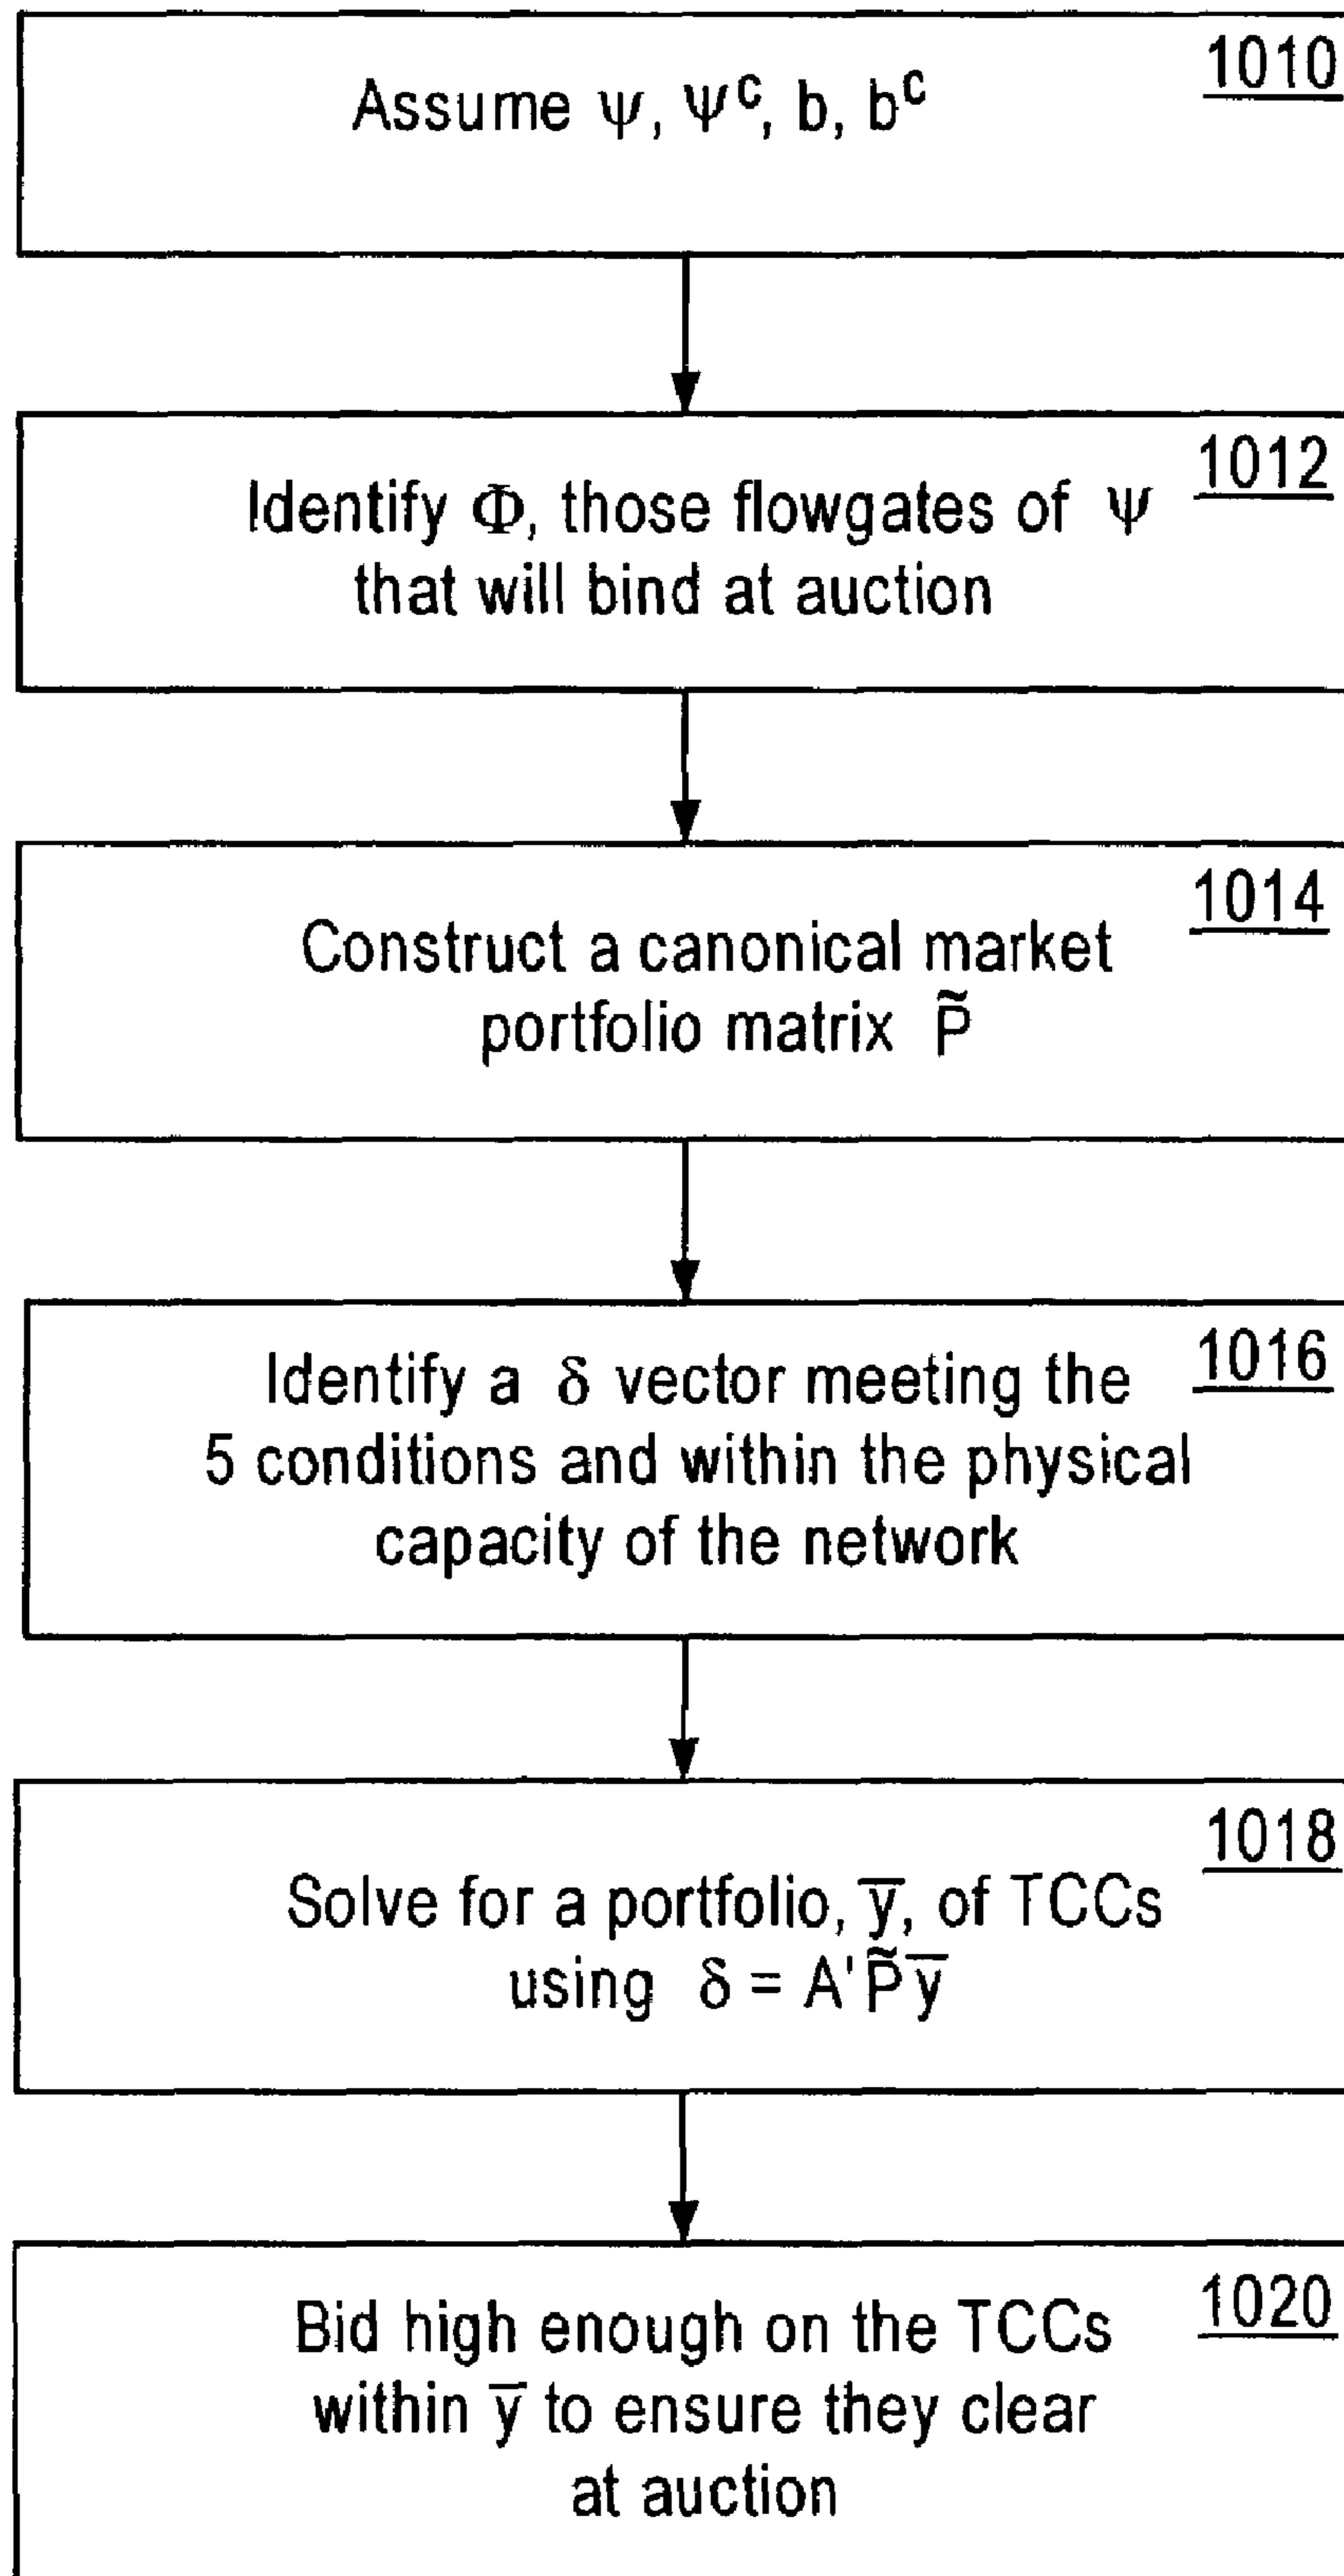 1010
Assume ψ, ψᶜ, b, bᶜ
1012
Identify Φ, those flowgates of ψ
that will bind at auction
1014
Construct a canonical market
portfolio matrix P̃
1016
Identify a δ vector meeting the
5 conditions and within the physical
capacity of the network
1018
Solve for a portfolio, y̅, of TCCs
using δ = A'P̃y̅
1020
Bid high enough on the TCCs
within y̅ to ensure they clear
at auction